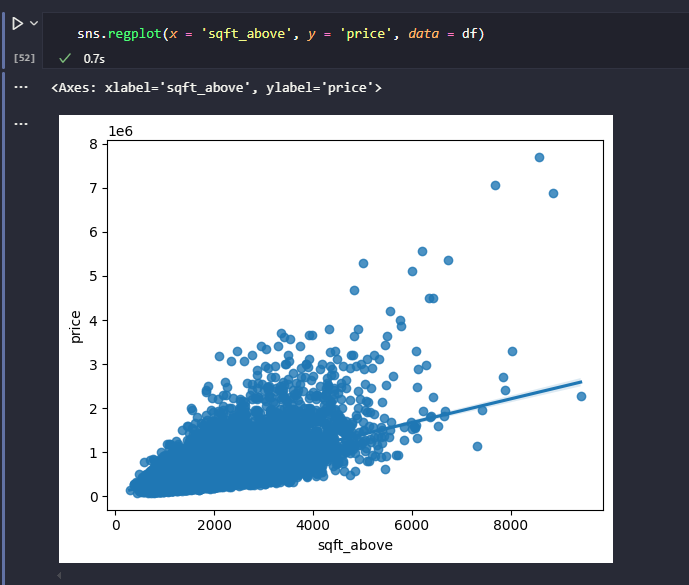 sns.regplot(x = 'sqft_above', y = 'price', data = df)
[52]
0.7s
...
<Axes: xlabel='sqft_above', ylabel='price'>
...
1e6
8
7
6
5
4
3
2
1
0
price
0 2000 4000 6000 8000
sqft_above